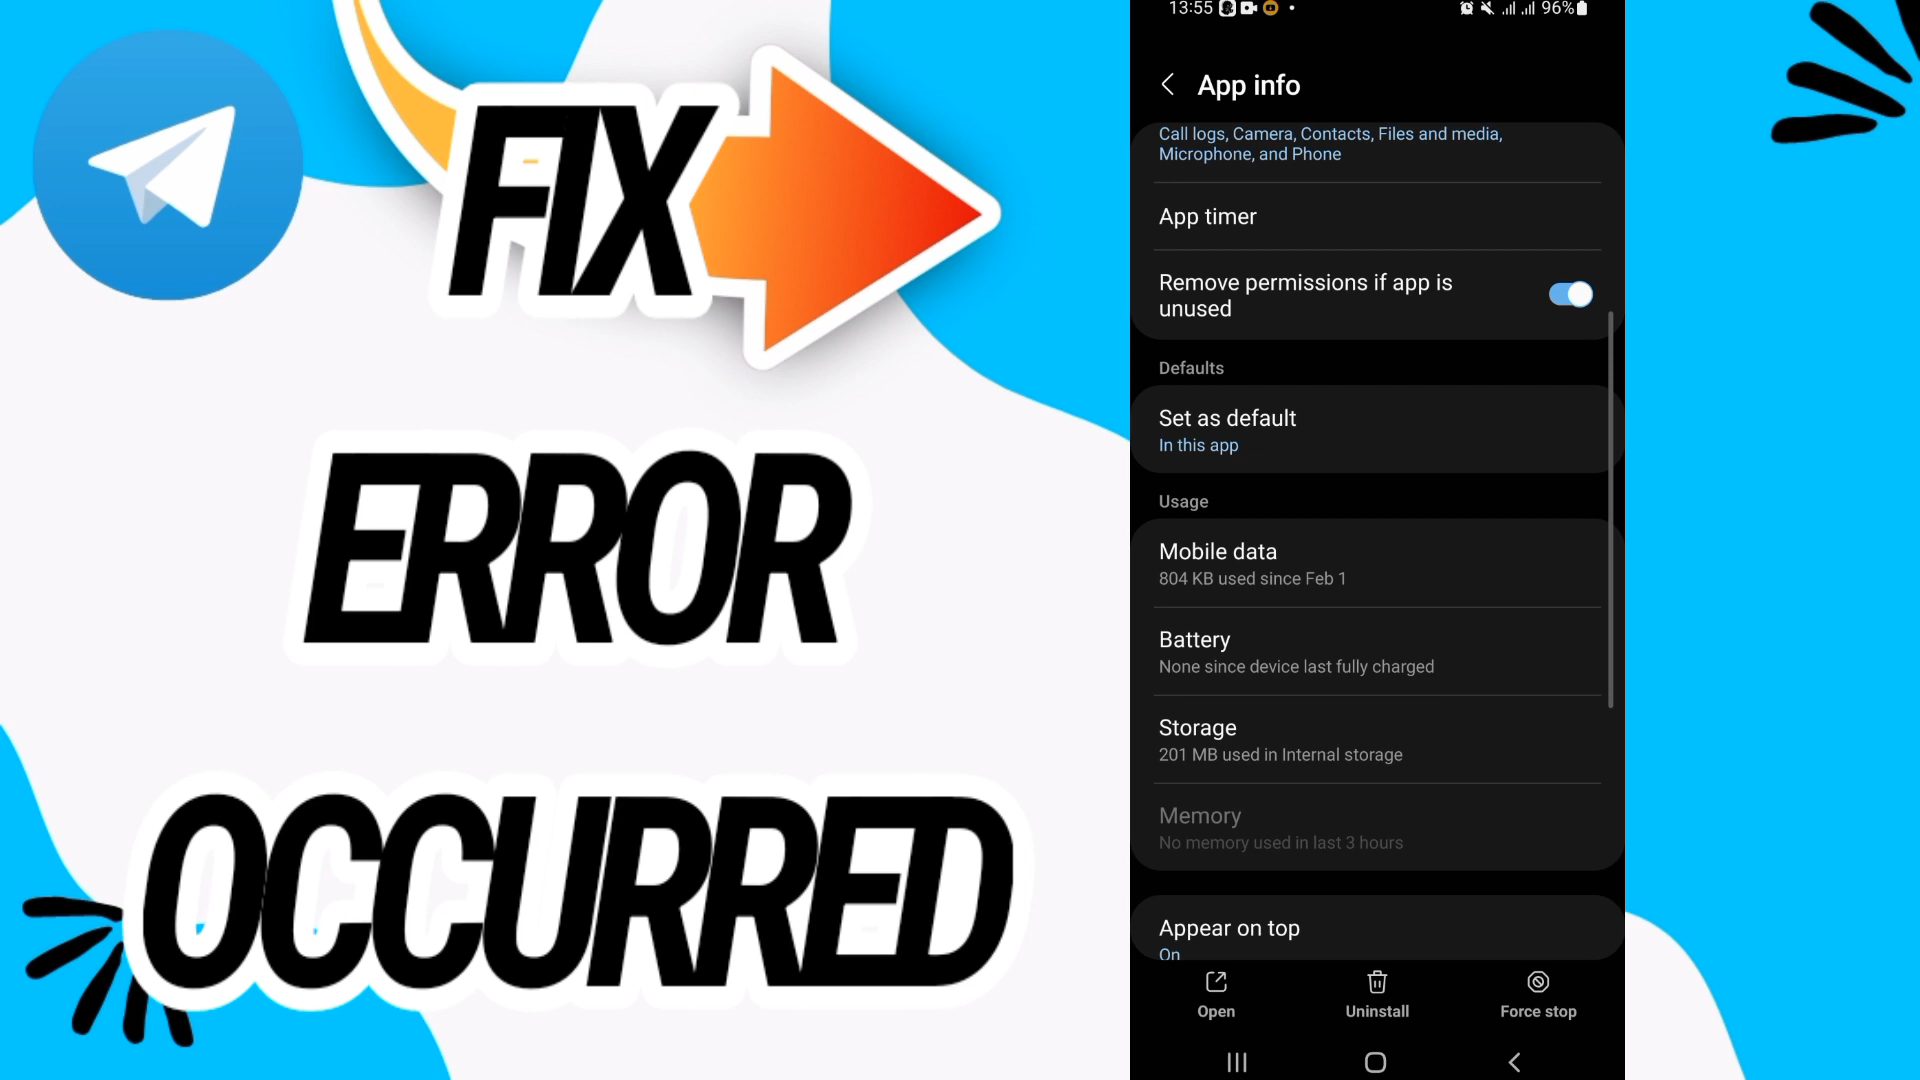 FIX
ERROR
OCCURRED
13:55
96%
App info
Call logs, Camera, Contacts, Files and media,
Microphone, and Phone
App timer
Remove permissions if app is
unused
Defaults
Set as default
In this app
Usage
Mobile data
804 KB used since Feb 1
Battery
None since device last fully charged
Storage
201 MB used in Internal storage
Memory
No memory used in last 3 hours
Appear on top
On
Open
Uninstall
Force stop